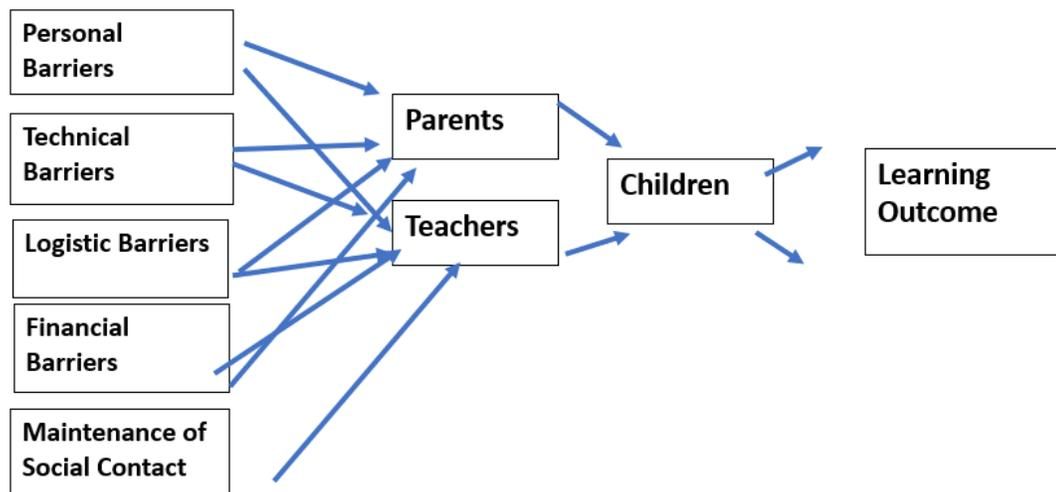 Personal
Barriers
Technical
Barriers
Logistic Barriers
Financial
Barriers
Maintenance of
Social Contact
Parents
Teachers
Children
Learning
Outcome